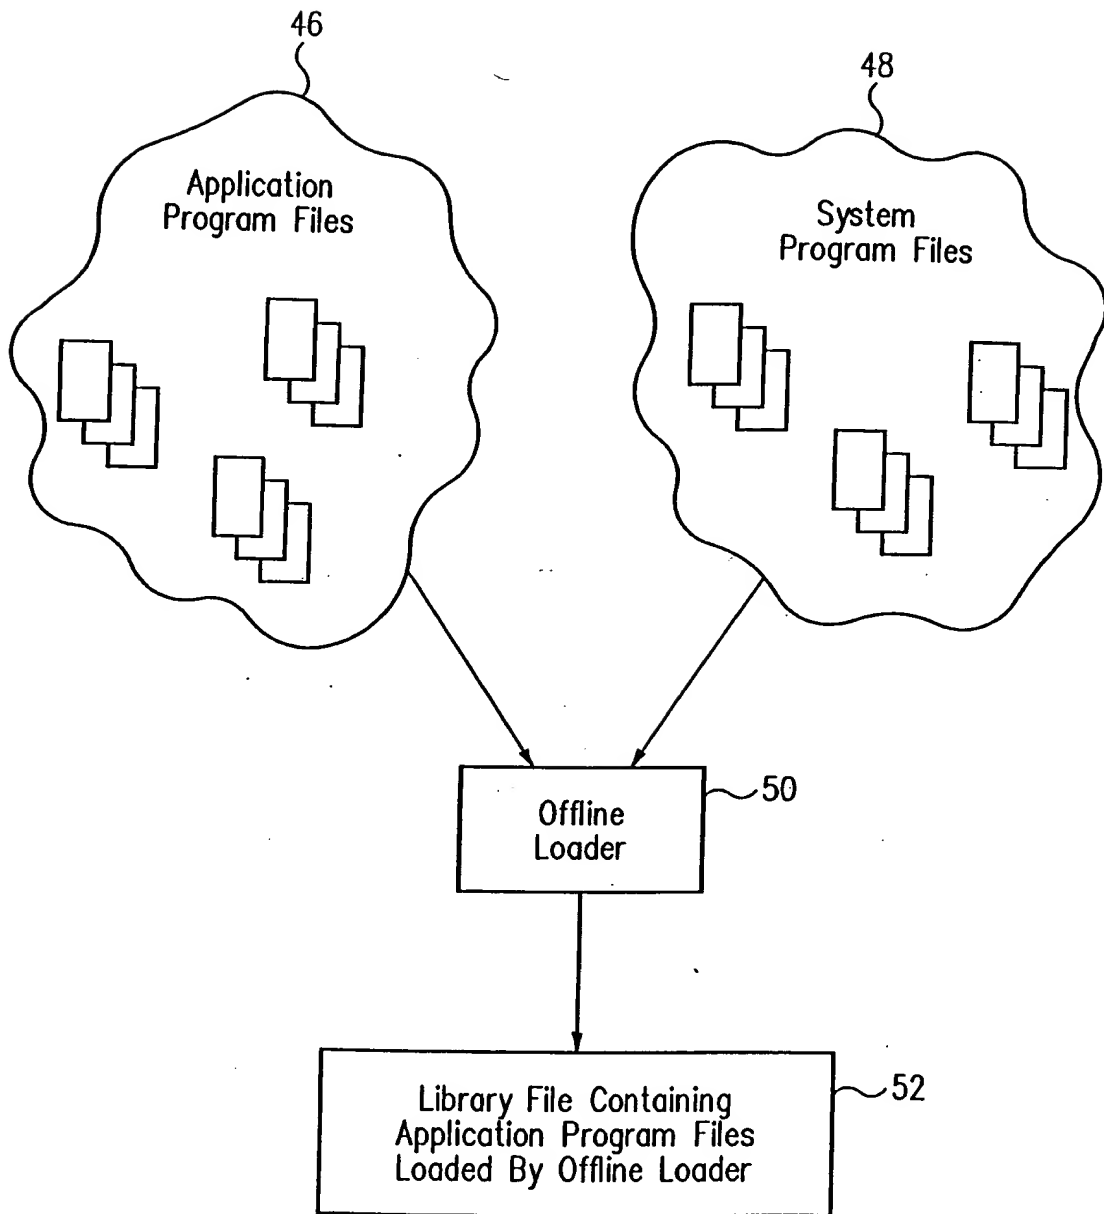 46
48
Application
Program Files
System
Program Files
Offline
Loader
50
Library File Containing
Application Program Files
Loaded By Offline Loader
52